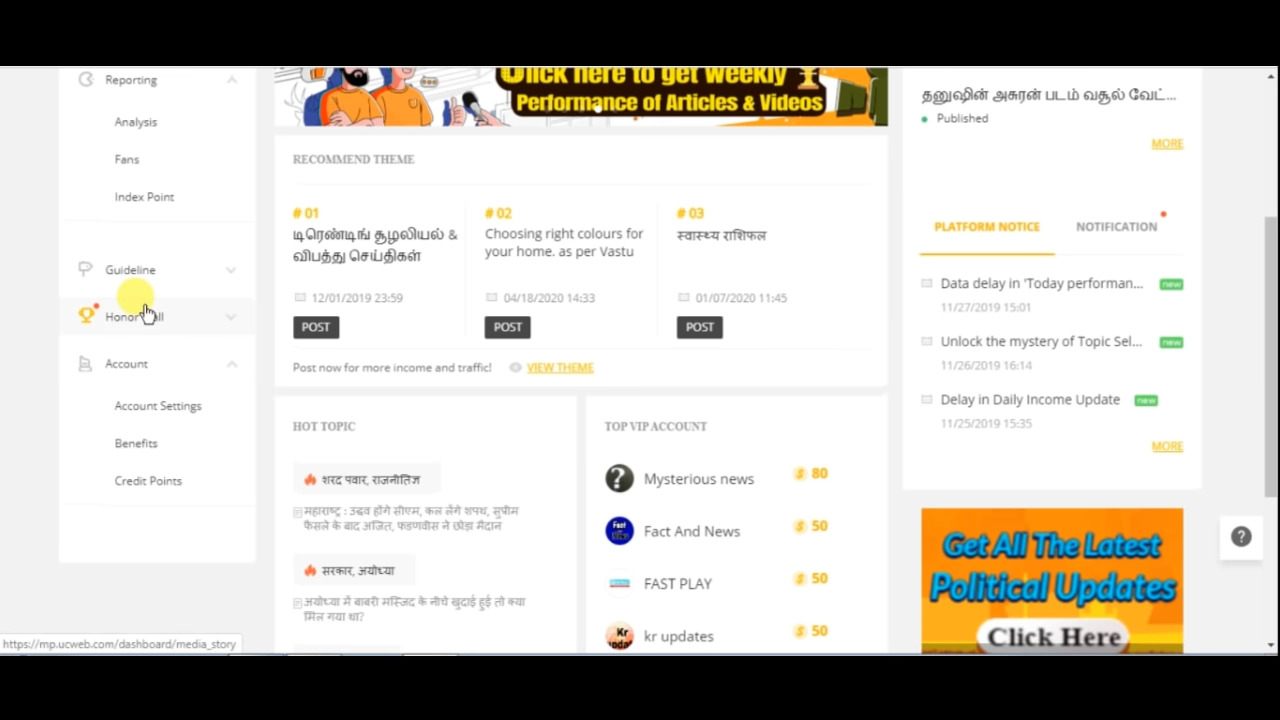 Reporting
Analysis
Fans
Index Point
Guideline
Honor Wall
Account
Account Settings
Benefits
Credit Points
Click here to get weekly
Performance of Articles & Videos
RECOMMEND THEME
# 01
டிரெண்டிங் சூழலியல் &
விபத்து செய்திகள்
12/01/2019 23:59
POST
# 02
Choosing right colours for
your home. as per Vastu
04/18/2020 14:33
POST
# 03
स्वास्थ्य राशिफल
01/07/2020 11:45
POST
Post now for more income and traffic!
VIEW THEME
HOT TOPIC
शरद पवार, राजनीतिज्ञ
महाराष्ट्र : उद्धव होंगे सीएम, कल लेंगे शपथ, सुप्रीम
फैसले के बाद अजित, फडणवीस ने छोड़ा मैदान
सरकार, अयोध्या
अयोध्या में बाबरी मस्जिद के नीचे खुदाई हुई तो क्या
मिल गया था?
TOP VIP ACCOUNT
? Mysterious news
$ 80
Fact And News
$ 50
FAST PLAY
$ 50
Kr
kr updates
$ 50
தனுஷின் அசுரன் படம் வசூல் வேட்...
Published
MORE
PLATFORM NOTICE
NOTIFICATION
Data delay in 'Today performan...
new
11/27/2019 15:01
Unlock the mystery of Topic Sel...
new
11/26/2019 16:14
Delay in Daily Income Update
new
11/25/2019 15:35
MORE
Get All The Latest
Political Updates
Click Here
?
https://mp.ucweb.com/dashboard/media_story